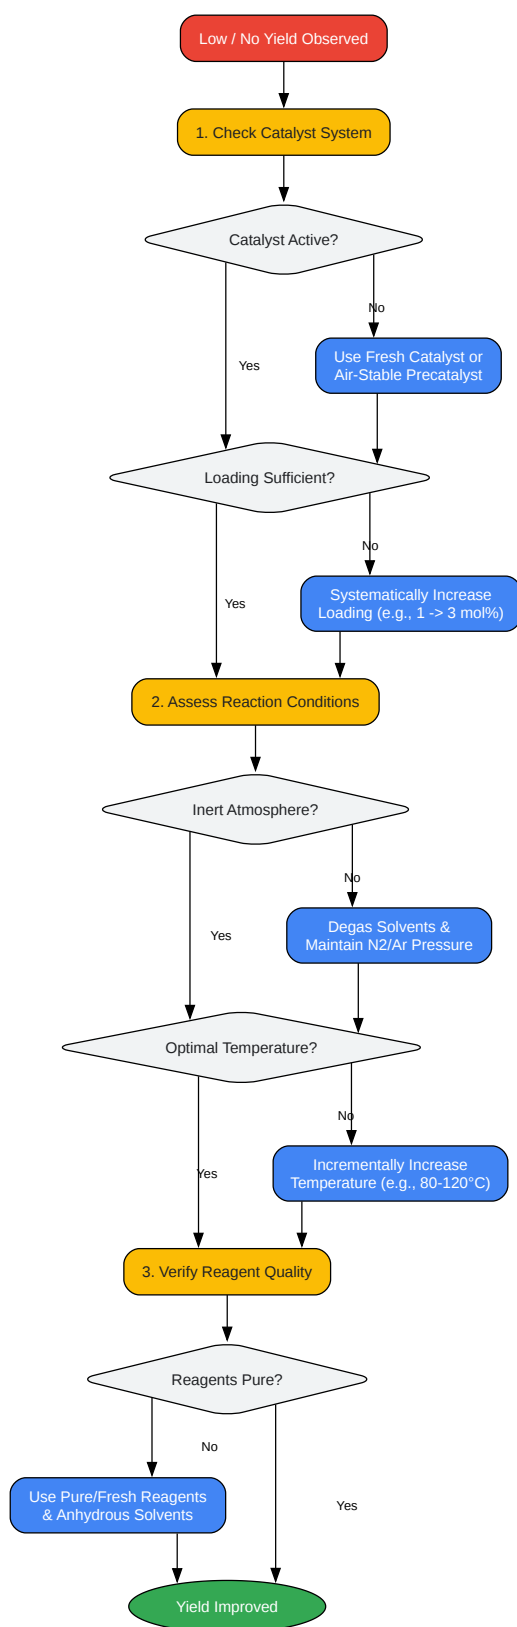 Low / No Yield Observed
1. Check Catalyst System
Catalyst Active?
No
Use Fresh Catalyst or
Air-Stable Precatalyst
Yes
Loading Sufficient?
No
Systematically Increase
Loading (e.g., 1 -> 3 mol%)
Yes
2. Assess Reaction Conditions
Inert Atmosphere?
No
Degas Solvents &
Maintain N2/Ar Pressure
Yes
Optimal Temperature?
No
Incrementally Increase
Temperature (e.g., 80-120°C)
Yes
3. Verify Reagent Quality
Reagents Pure?
No
Use Pure/Fresh Reagents
& Anhydrous Solvents
Yes
Yield Improved